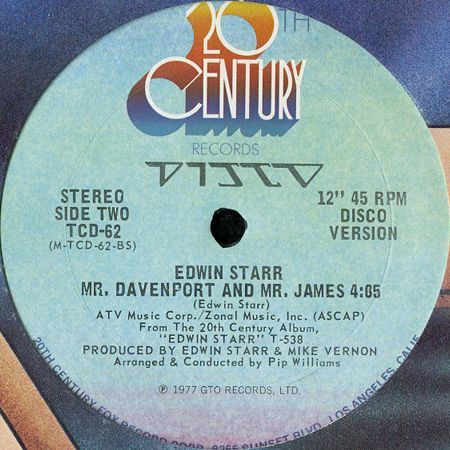 20TH
CENTURY
RECORDS
DISCO
STEREO
SIDE TWO
TCD-62
(M-TCD-62-BS)
12" 45 RPM
DISCO
VERSION
EDWIN STARR
MR. DAVENPORT AND MR. JAMES 4:05
(Edwin Starr)
ATV Music Corp./Zonal Music, Inc. (ASCAP)
From The 20th Century Album,
"EDWIN STARR" T-538
PRODUCED BY EDWIN STARR & MIKE VERNON
Arranged & Conducted by Pip Williams
℗ 1977 GTO RECORDS, LTD.
20TH CENTURY FOX RECORD CORP. 8255 SUNSET BLVD. LOS ANGELES, CALIF.